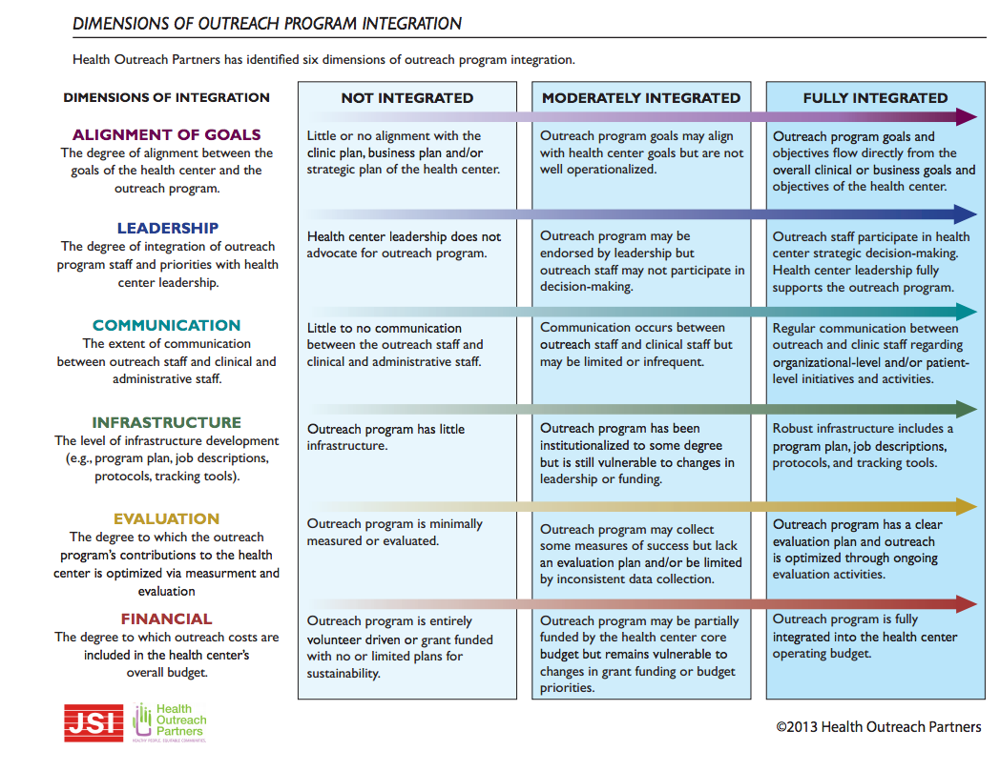 DIMENSIONS OF OUTREACH PROGRAM INTEGRATION
Health Outreach Partners has identified six dimensions of outreach program integration.
DIMENSIONS OF INTEGRATION
NOT INTEGRATED
MODERATELY INTEGRATED
FULLY INTEGRATED
ALIGNMENT OF GOALS
The degree of alignment between the
goals of the health center and the
outreach program.
Little or no alignment with the
clinic plan, business plan and/or
strategic plan of the health center.
Outreach program goals may align
with health center goals but are not
well operationalized.
Outreach program goals and
objectives flow directly from the
overall clinical or business goals and
objectives of the health center.
LEADERSHIP
The degree of integration of outreach
program staff and priorities with health
center leadership.
Health center leadership does not
advocate for outreach program.
Outreach program may be
endorsed by leadership but
outreach staff may not participate in
decision-making.
Outreach staff participate in health
center strategic decision-making.
Health center leadership fully
supports the outreach program.
COMMUNICATION
The extent of communication
between outreach staff and clinical and
administrative staff.
Little to no communication
between the outreach staff and
clinical and administrative staff.
Communication occurs between
outreach staff and clinical staff but
may be limited or infrequent.
Regular communication between
outreach and clinic staff regarding
organizational-level and/or patient-
level initiatives and activities.
INFRASTRUCTURE
The level of infrastructure development
(e.g., program plan, job descriptions,
protocols, tracking tools).
Outreach program has little
infrastructure.
Outreach program has been
institutionalized to some degree
but is still vulnerable to changes in
leadership or funding.
Robust infrastructure includes a
program plan, job descriptions,
protocols, and tracking tools.
EVALUATION
The degree to which the outreach
program's contributions to the health
center is optimized via measurment and
evaluation
Outreach program is minimally
measured or evaluated.
Outreach program may collect
some measures of success but lack
an evaluation plan and/or be limited
by inconsistent data collection.
Outreach program has a clear
evaluation plan and outreach
is optimized through ongoing
evaluation activities.
FINANCIAL
The degree to which outreach costs are
included in the health center's
overall budget.
Outreach program is entirely
volunteer driven or grant funded
with no or limited plans for
sustainability.
Outreach program may be partially
funded by the health center core
budget but remains vulnerable to
changes in grant funding or budget
priorities.
Outreach program is fully
integrated into the health center
operating budget.
JSI
Health
Outreach
Partners
HEALTHY PEOPLE. EQUITABLE COMMUNITIES.
©2013 Health Outreach Partners